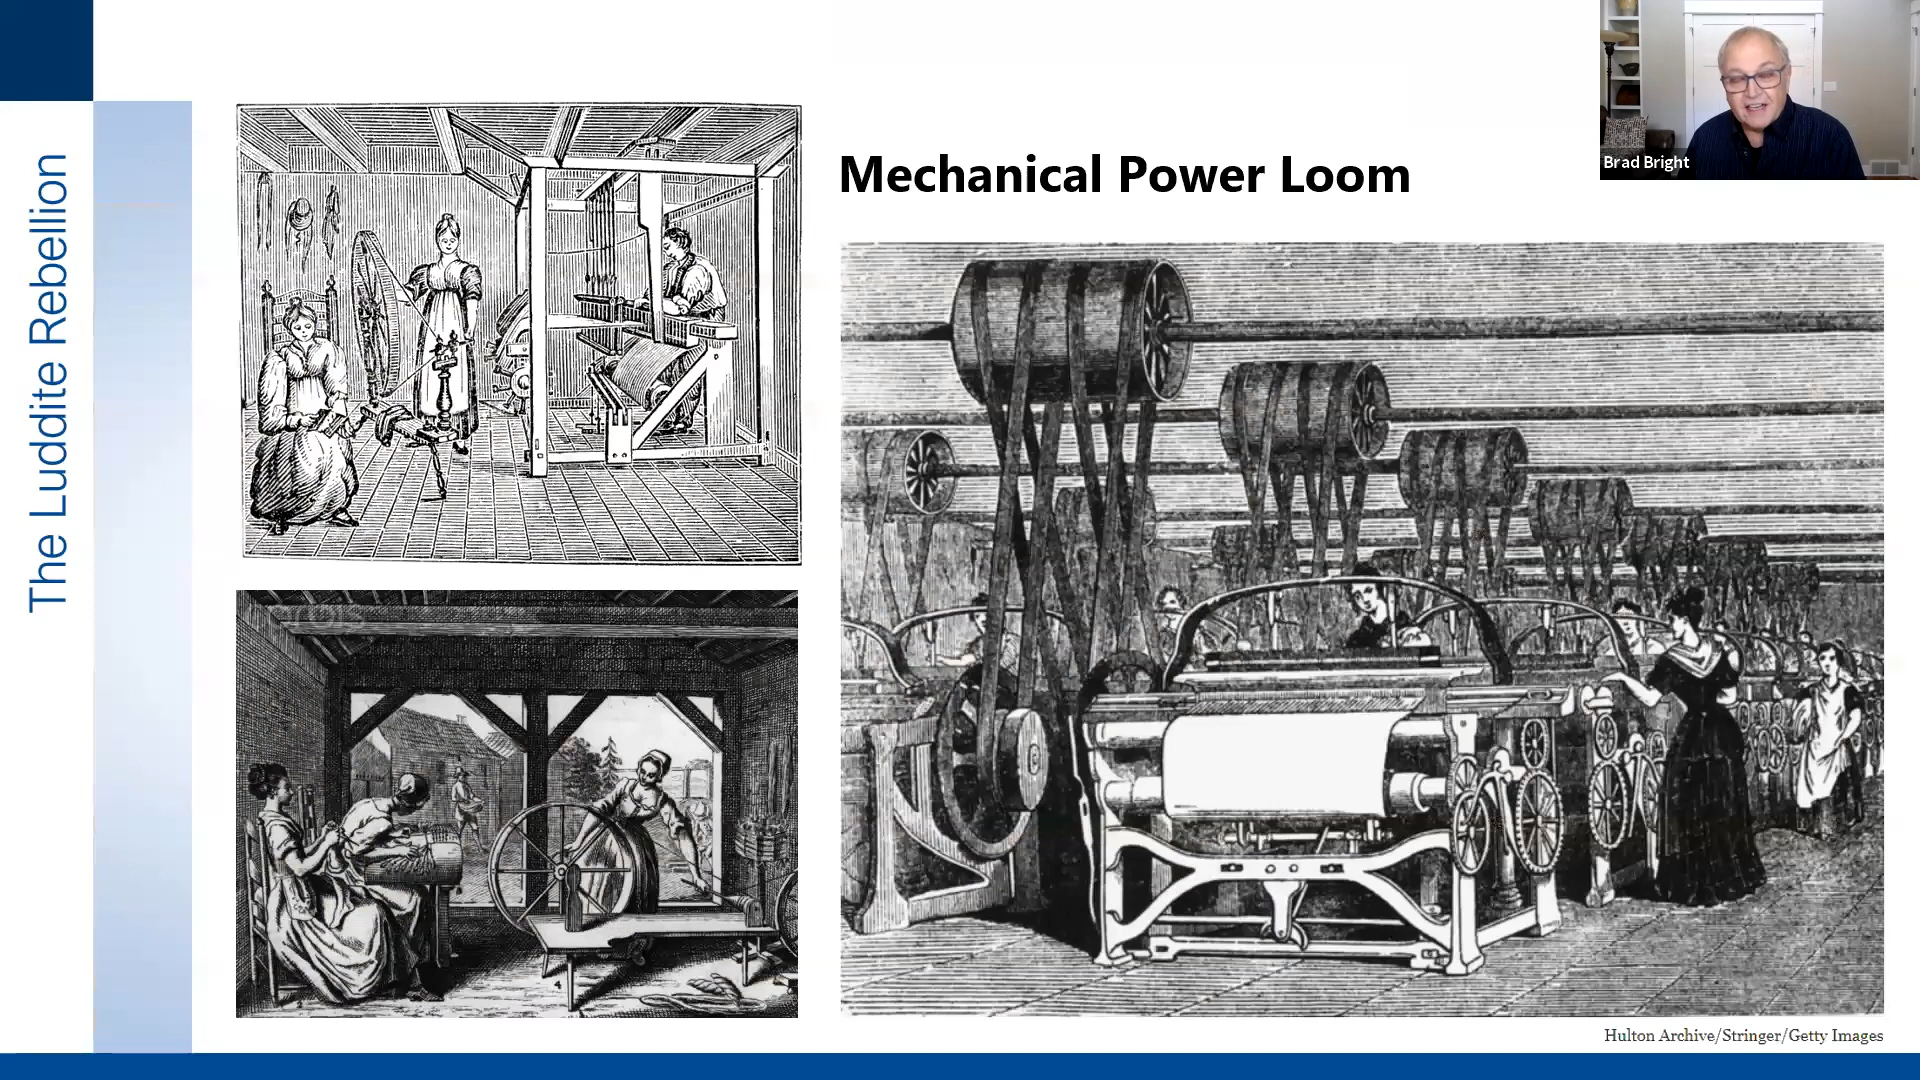 The Luddite Rebellion
Mechanical Power Loom
Brad Bright
Hulton Archive/Stringer/Getty Images